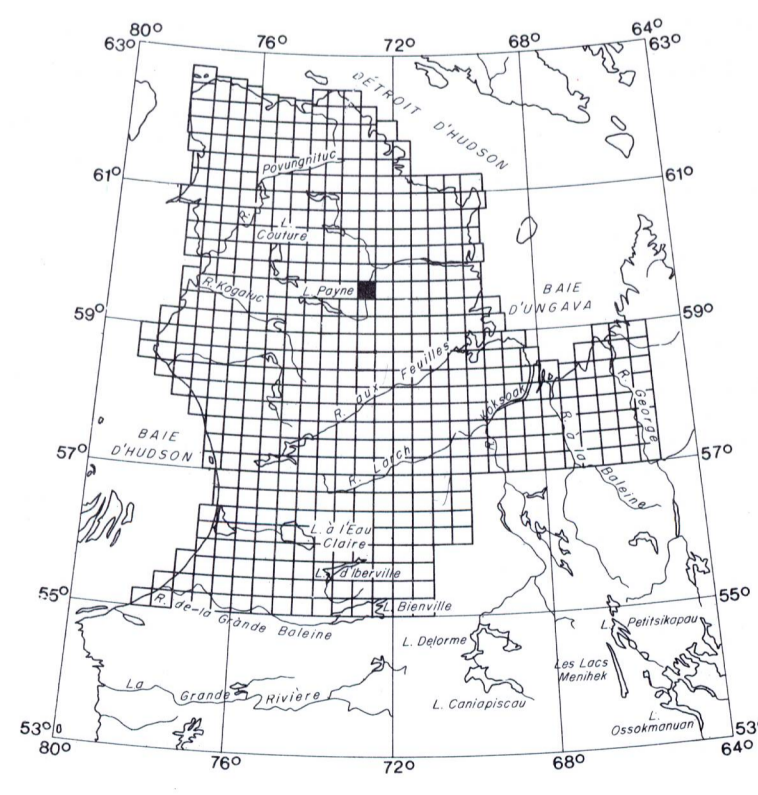 80°
76°
72°
68°
64°
63°
63°
DÉTROIT
D'HUDSON
Povungnituc
61°
61°
R.
L.
Couture
R. Kogaluc
L. Payne
BAIE
D'UNGAVA
59°
59°
R. aux Feuilles
Koksoak
R. George
R. à la
Baleine
BAIE
D'HUDSON
57°
57°
R. Larch
L. à l'Eau
Claire
L. d'Iberville
55°
55°
R. de-la Grande Baleine
L. Bienville
L. Delorme
L. Petitsikapau
Les Lacs
Menihek
La Grande Rivière
L. Caniapiscau
L.
Ossokmanuan
53°
53°
80°
76°
72°
68°
64°